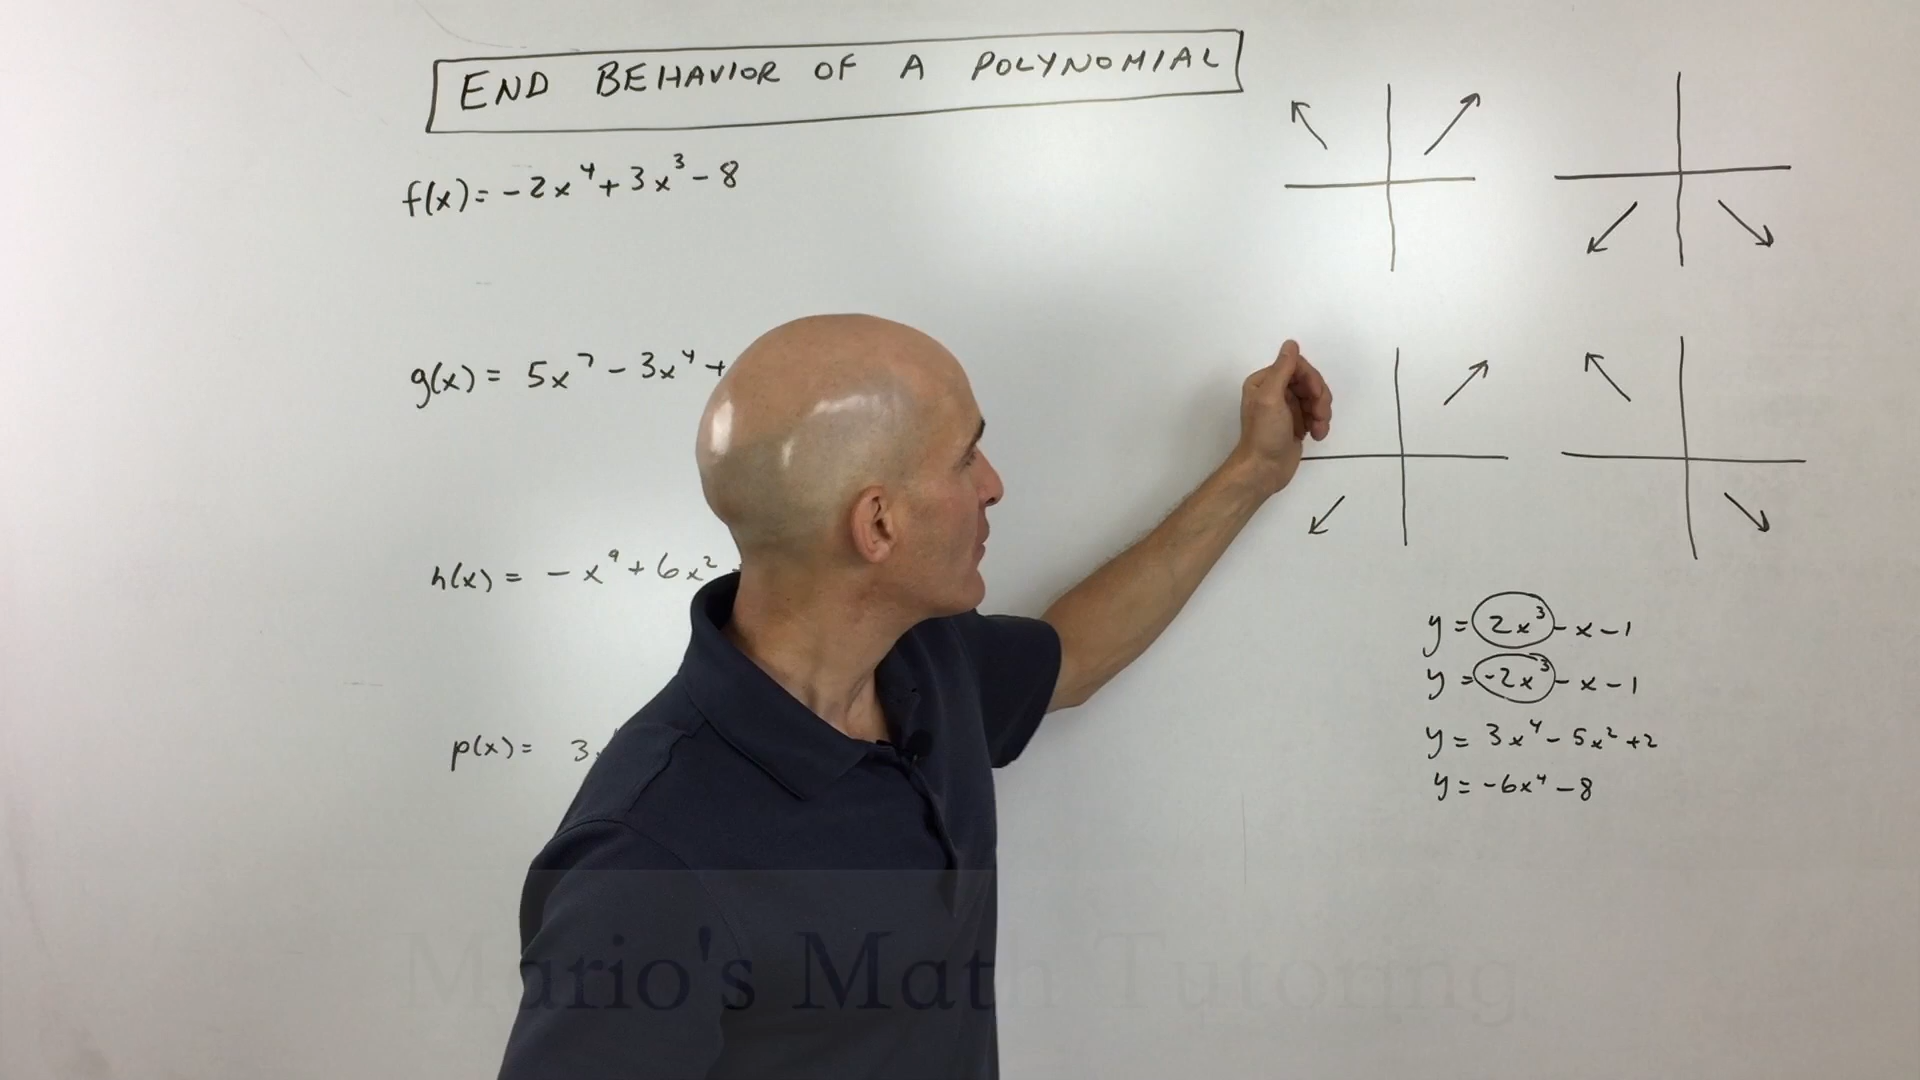 END BEHAVIOR OF A POLYNOMIAL
f(x) = -2x⁴ + 3x³ - 8
g(x) = 5x⁷ - 3x⁴ +
h(x) = -x⁹ + 6x²
p(x) = 3
y = 2x³ - x - 1
y = -2x³ - x - 1
y = 3x⁴ - 5x² + 2
y = -6x⁴ - 8
Mario's Math Tutoring